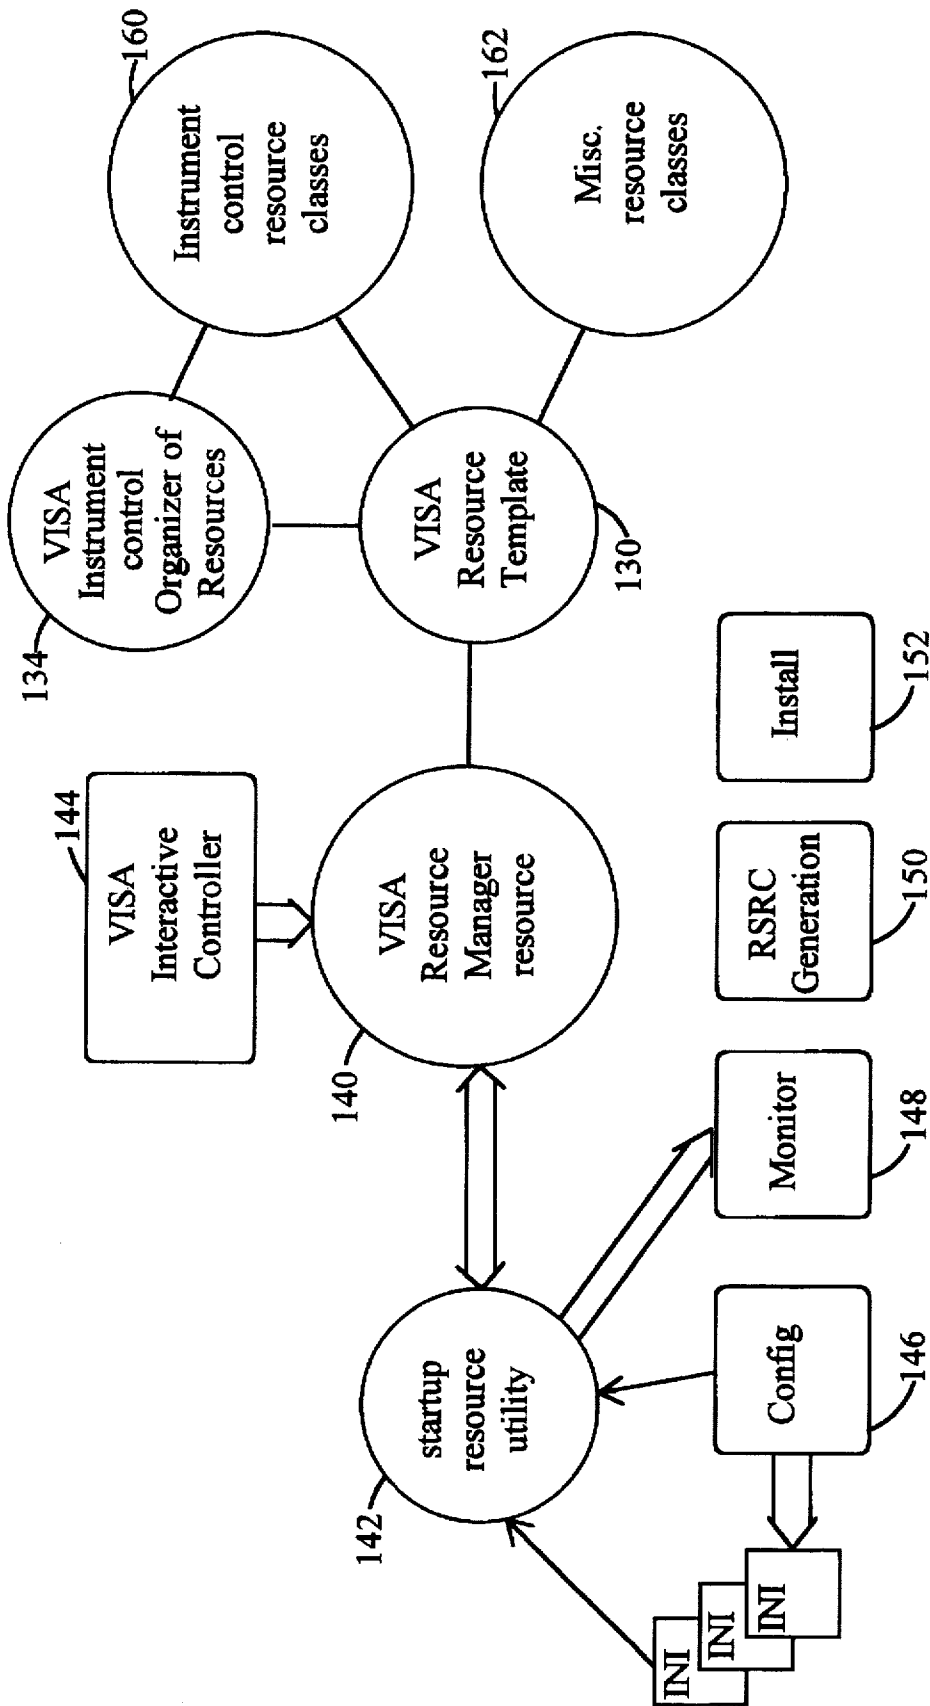 VISA
Instrument
control
Organizer of
Resources
134
Instrument
control
resource
classes
160
VISA
Interactive
Controller
144
VISA
Resource
Manager
resource
140
VISA
Resource
Template
130
Misc.
resource
classes
162
startup
resource
utility
142
INI
INI
INI
Config
146
Monitor
148
RSRC
Generation
150
Install
152